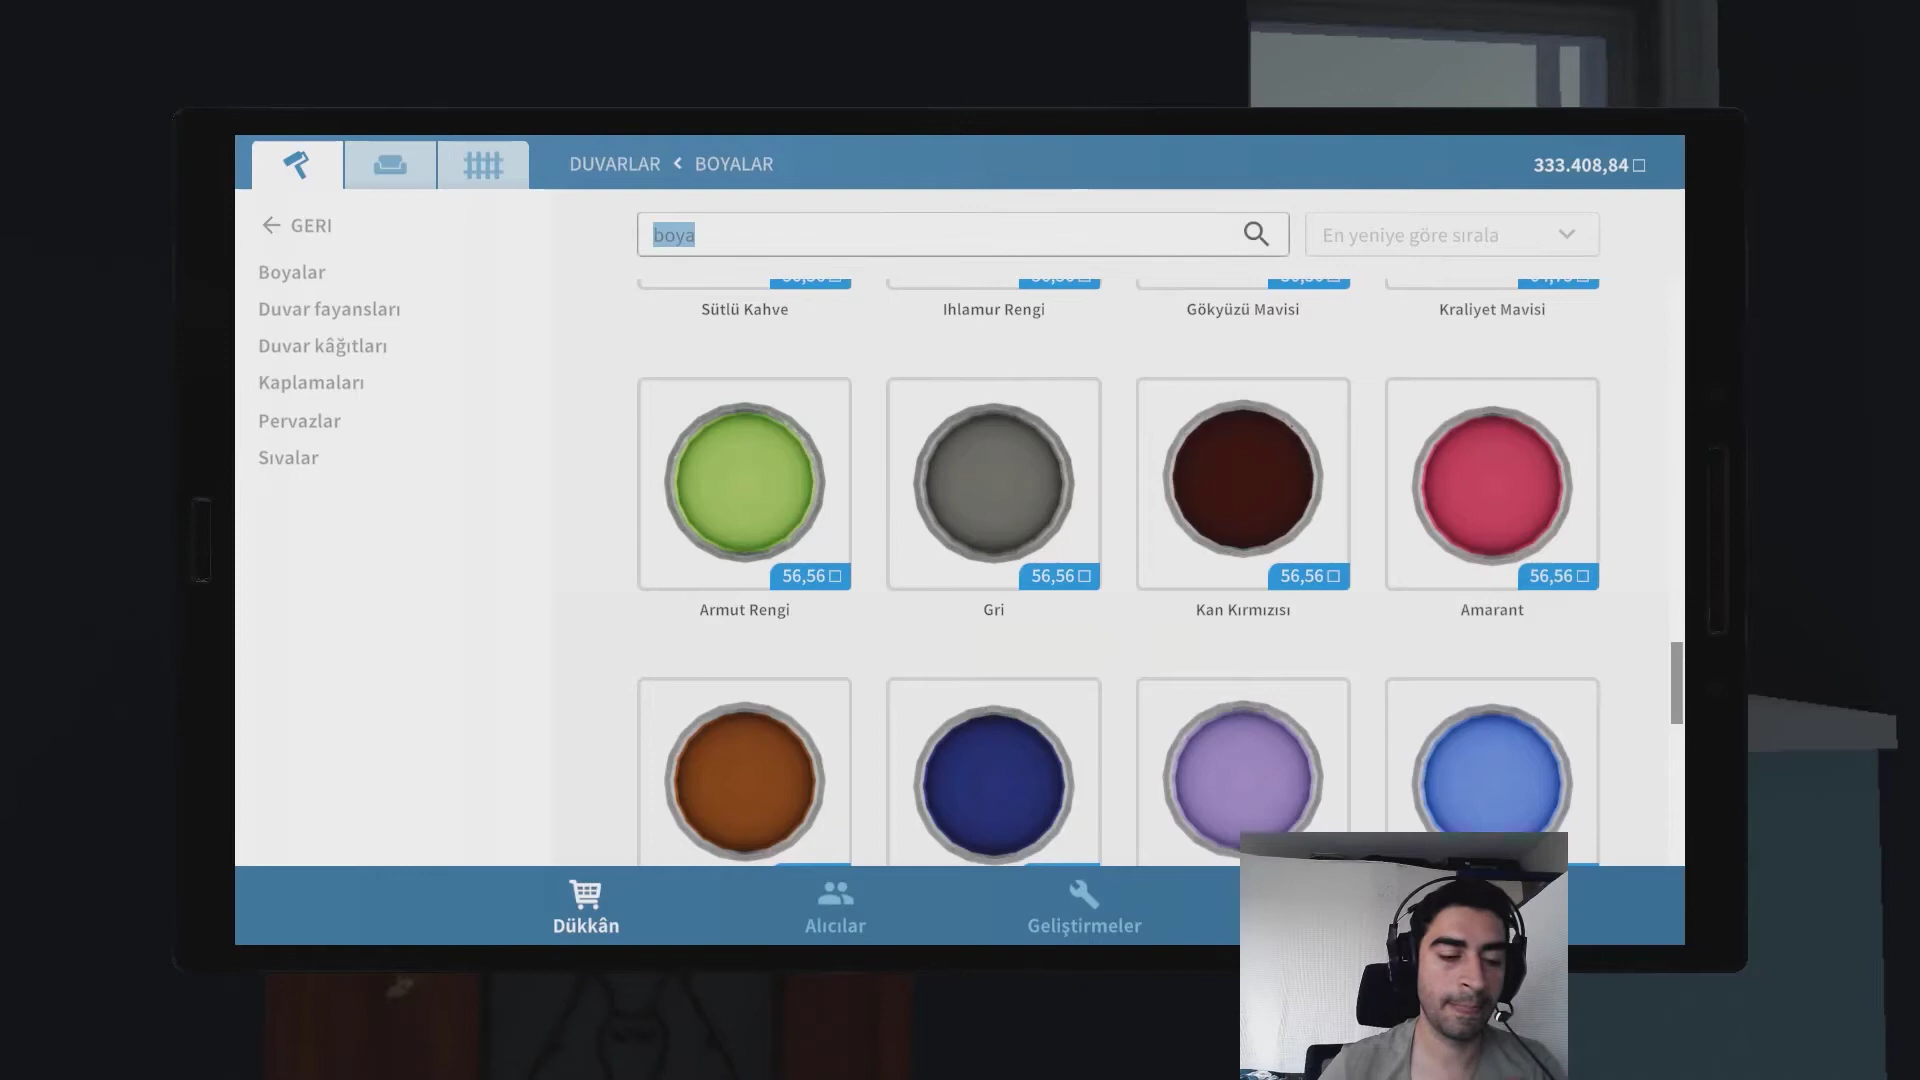 DUVARLAR < BOYALAR
333.408,84
GERI
boya
En yeniye göre sırala
Boyalar
Duvar fayansları
Duvar kâğıtları
Kaplamaları
Pervazlar
Sıvalar
Sütlü Kahve
Ihlamur Rengi
Gökyüzü Mavisi
Kraliyet Mavisi
56,56
56,56
56,56
56,56
Armut Rengi
Gri
Kan Kırmızısı
Amarant
Dükkân
Alıcılar
Geliştirmeler